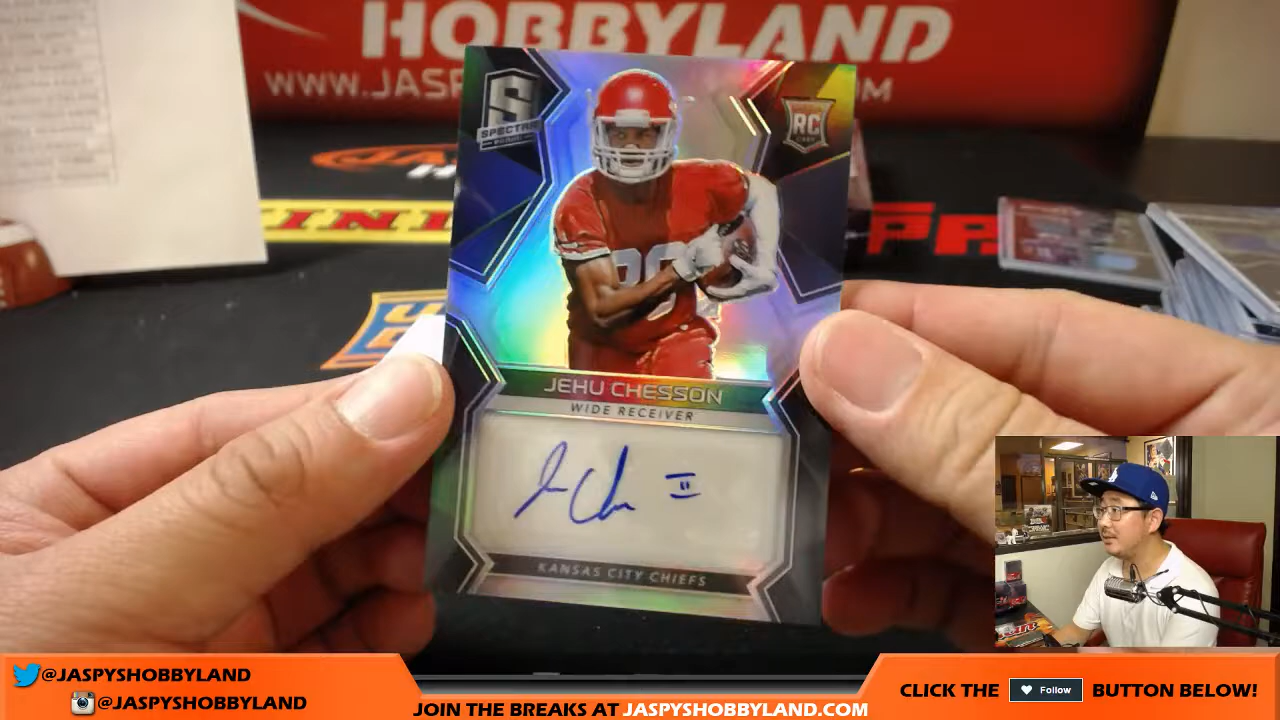 HOBBYLAND
WWW.JASP
M
S
SPECTRA
RC
JEHU CHESSON
WIDE RECEIVER
II
KANSAS CITY CHIEFS
@JASPYSHOBBYLAND
@JASPYSHOBBYLAND
JOIN THE BREAKS AT JASPYSHOBBYLAND.COM
CLICK THE Follow BUTTON BELOW!